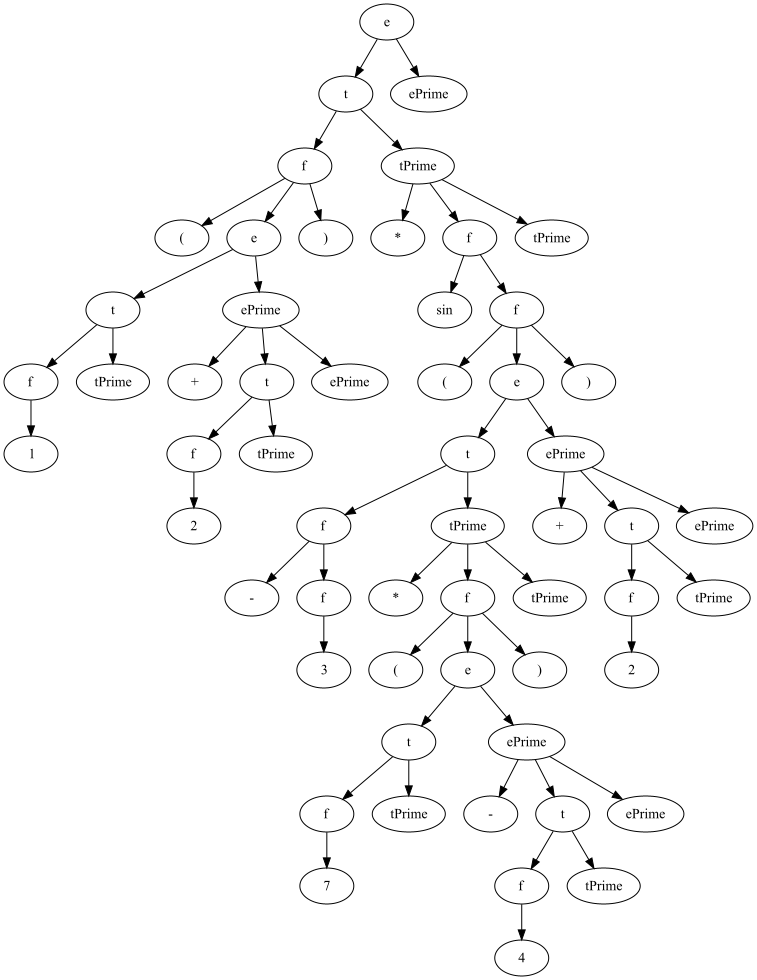 e
t ePrime
f tPrime
( e ) * f tPrime
t ePrime sin f
f tPrime + t ePrime ( e )
1 f tPrime t ePrime
2 f tPrime + t ePrime
- f * f tPrime f tPrime
3 ( e ) 2
t ePrime
f tPrime - t ePrime
7 f tPrime
4